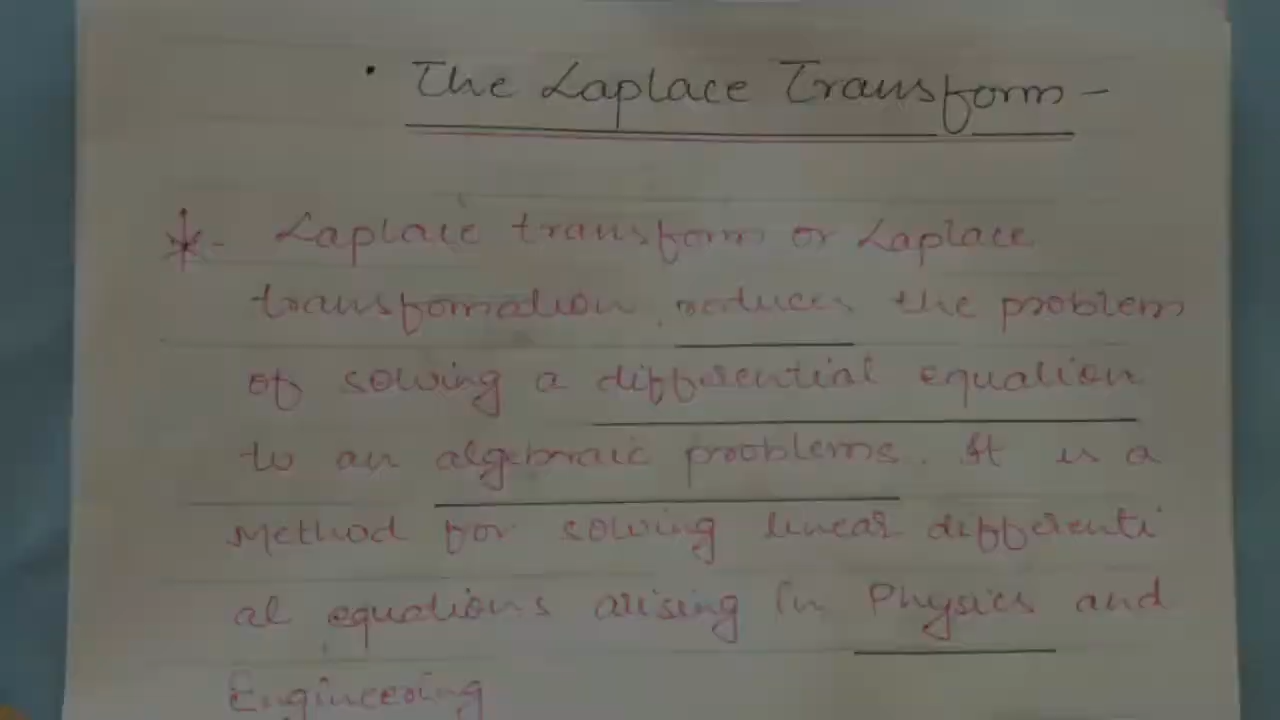 • The Laplace Transform -
*- Laplace transform or Laplace
transformation reduces the problem
of solving a differential equation
to an algebraic problems. It is a
Method for solving linear differenti
al equations arising in Physics and
Engineering